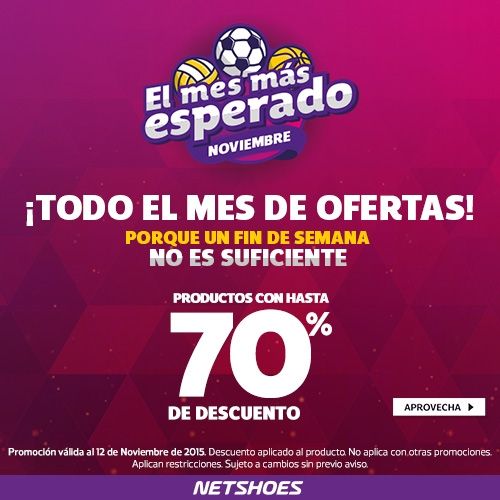 El mes más
esperado
NOVIEMBRE
¡TODO EL MES DE OFERTAS!
PORQUE UN FIN DE SEMANA
NO ES SUFICIENTE
PRODUCTOS CON HASTA
70%
DE DESCUENTO
APROVECHA
Promoción válida al 12 de Noviembre de 2015. Descuento aplicado al producto. No aplica con otras promociones.
Aplican restricciones. Sujeto a cambios sin previo aviso.
NETSHOES